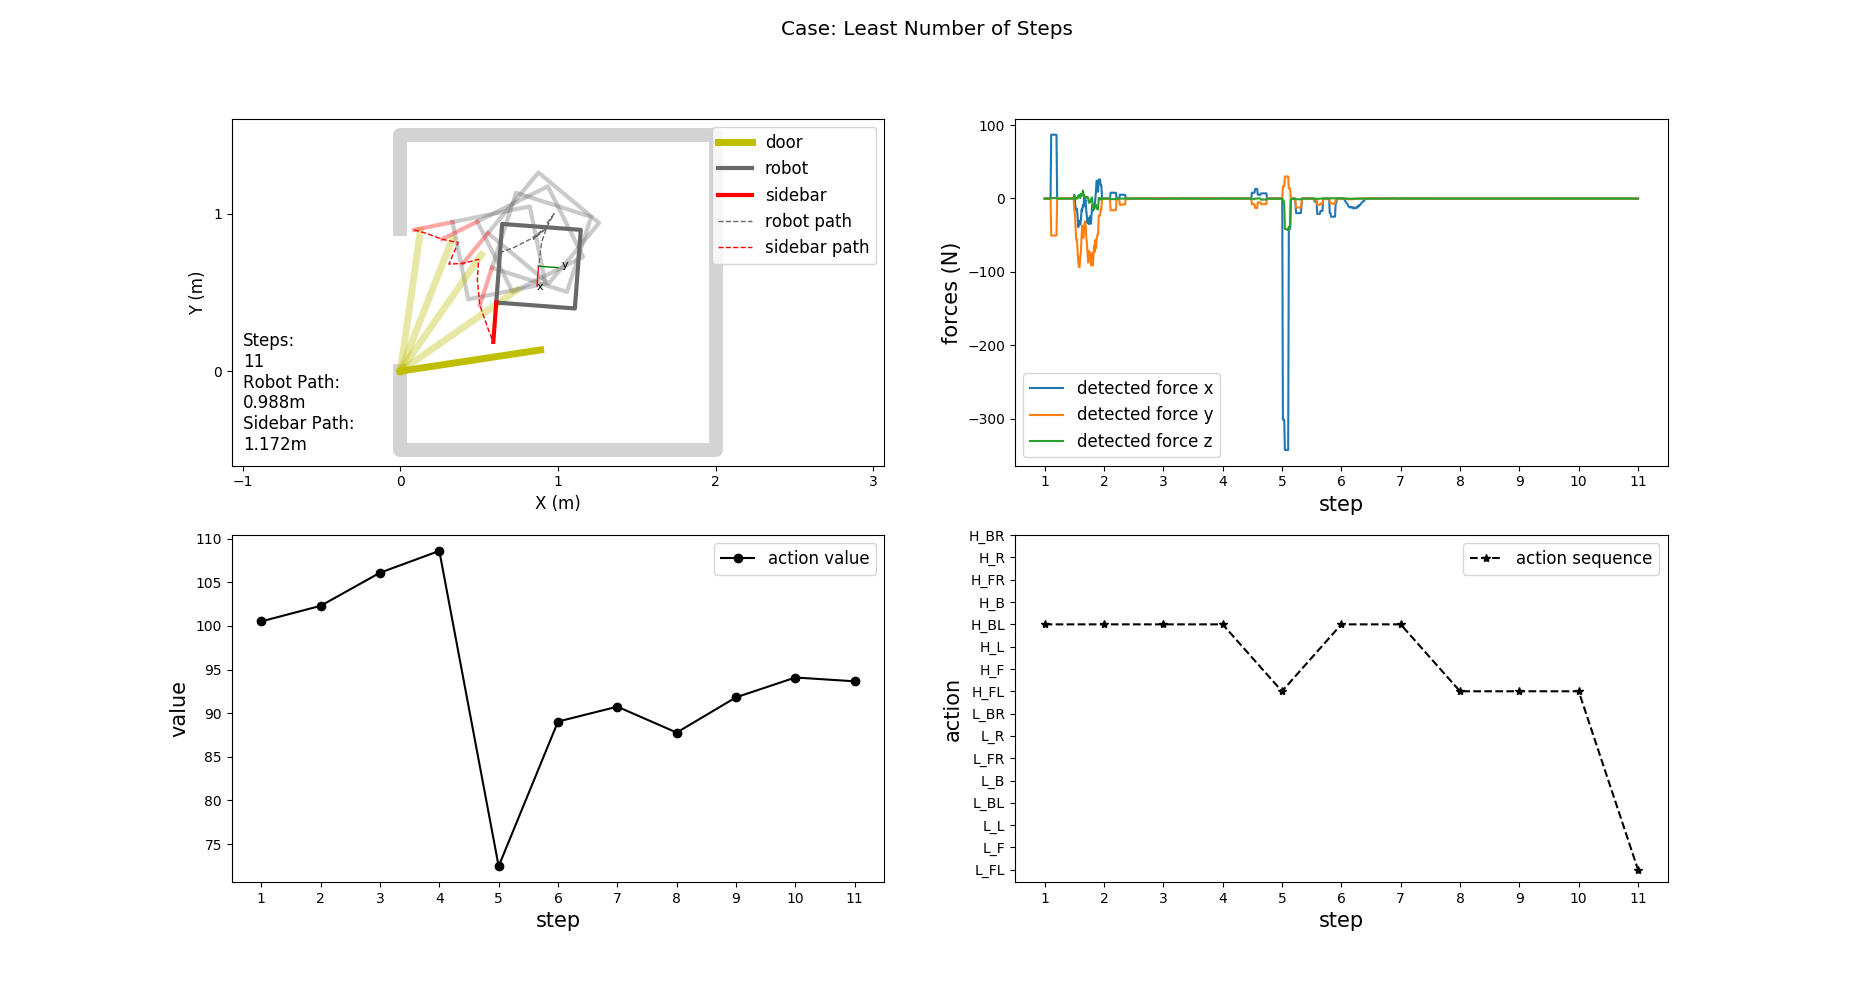 Case: Least Number of Steps
door
robot
sidebar
robot path
sidebar path
y
x
Steps:
11
Robot Path:
0.988m
Sidebar Path:
1.172m
1
0
Y (m)
−1 0 1 2 3
X (m)
100
0
−100
−200
−300
forces (N)
detected force x
detected force y
detected force z
1 2 3 4 5 6 7 8 9 10 11
step
110
105
100
95
90
85
80
75
value
action value
1 2 3 4 5 6 7 8 9 10 11
step
H_BR
H_R
H_FR
H_B
H_BL
H_L
H_F
H_FL
L_BR
L_R
L_FR
L_B
L_BL
L_L
L_F
L_FL
action
action sequence
1 2 3 4 5 6 7 8 9 10 11
step